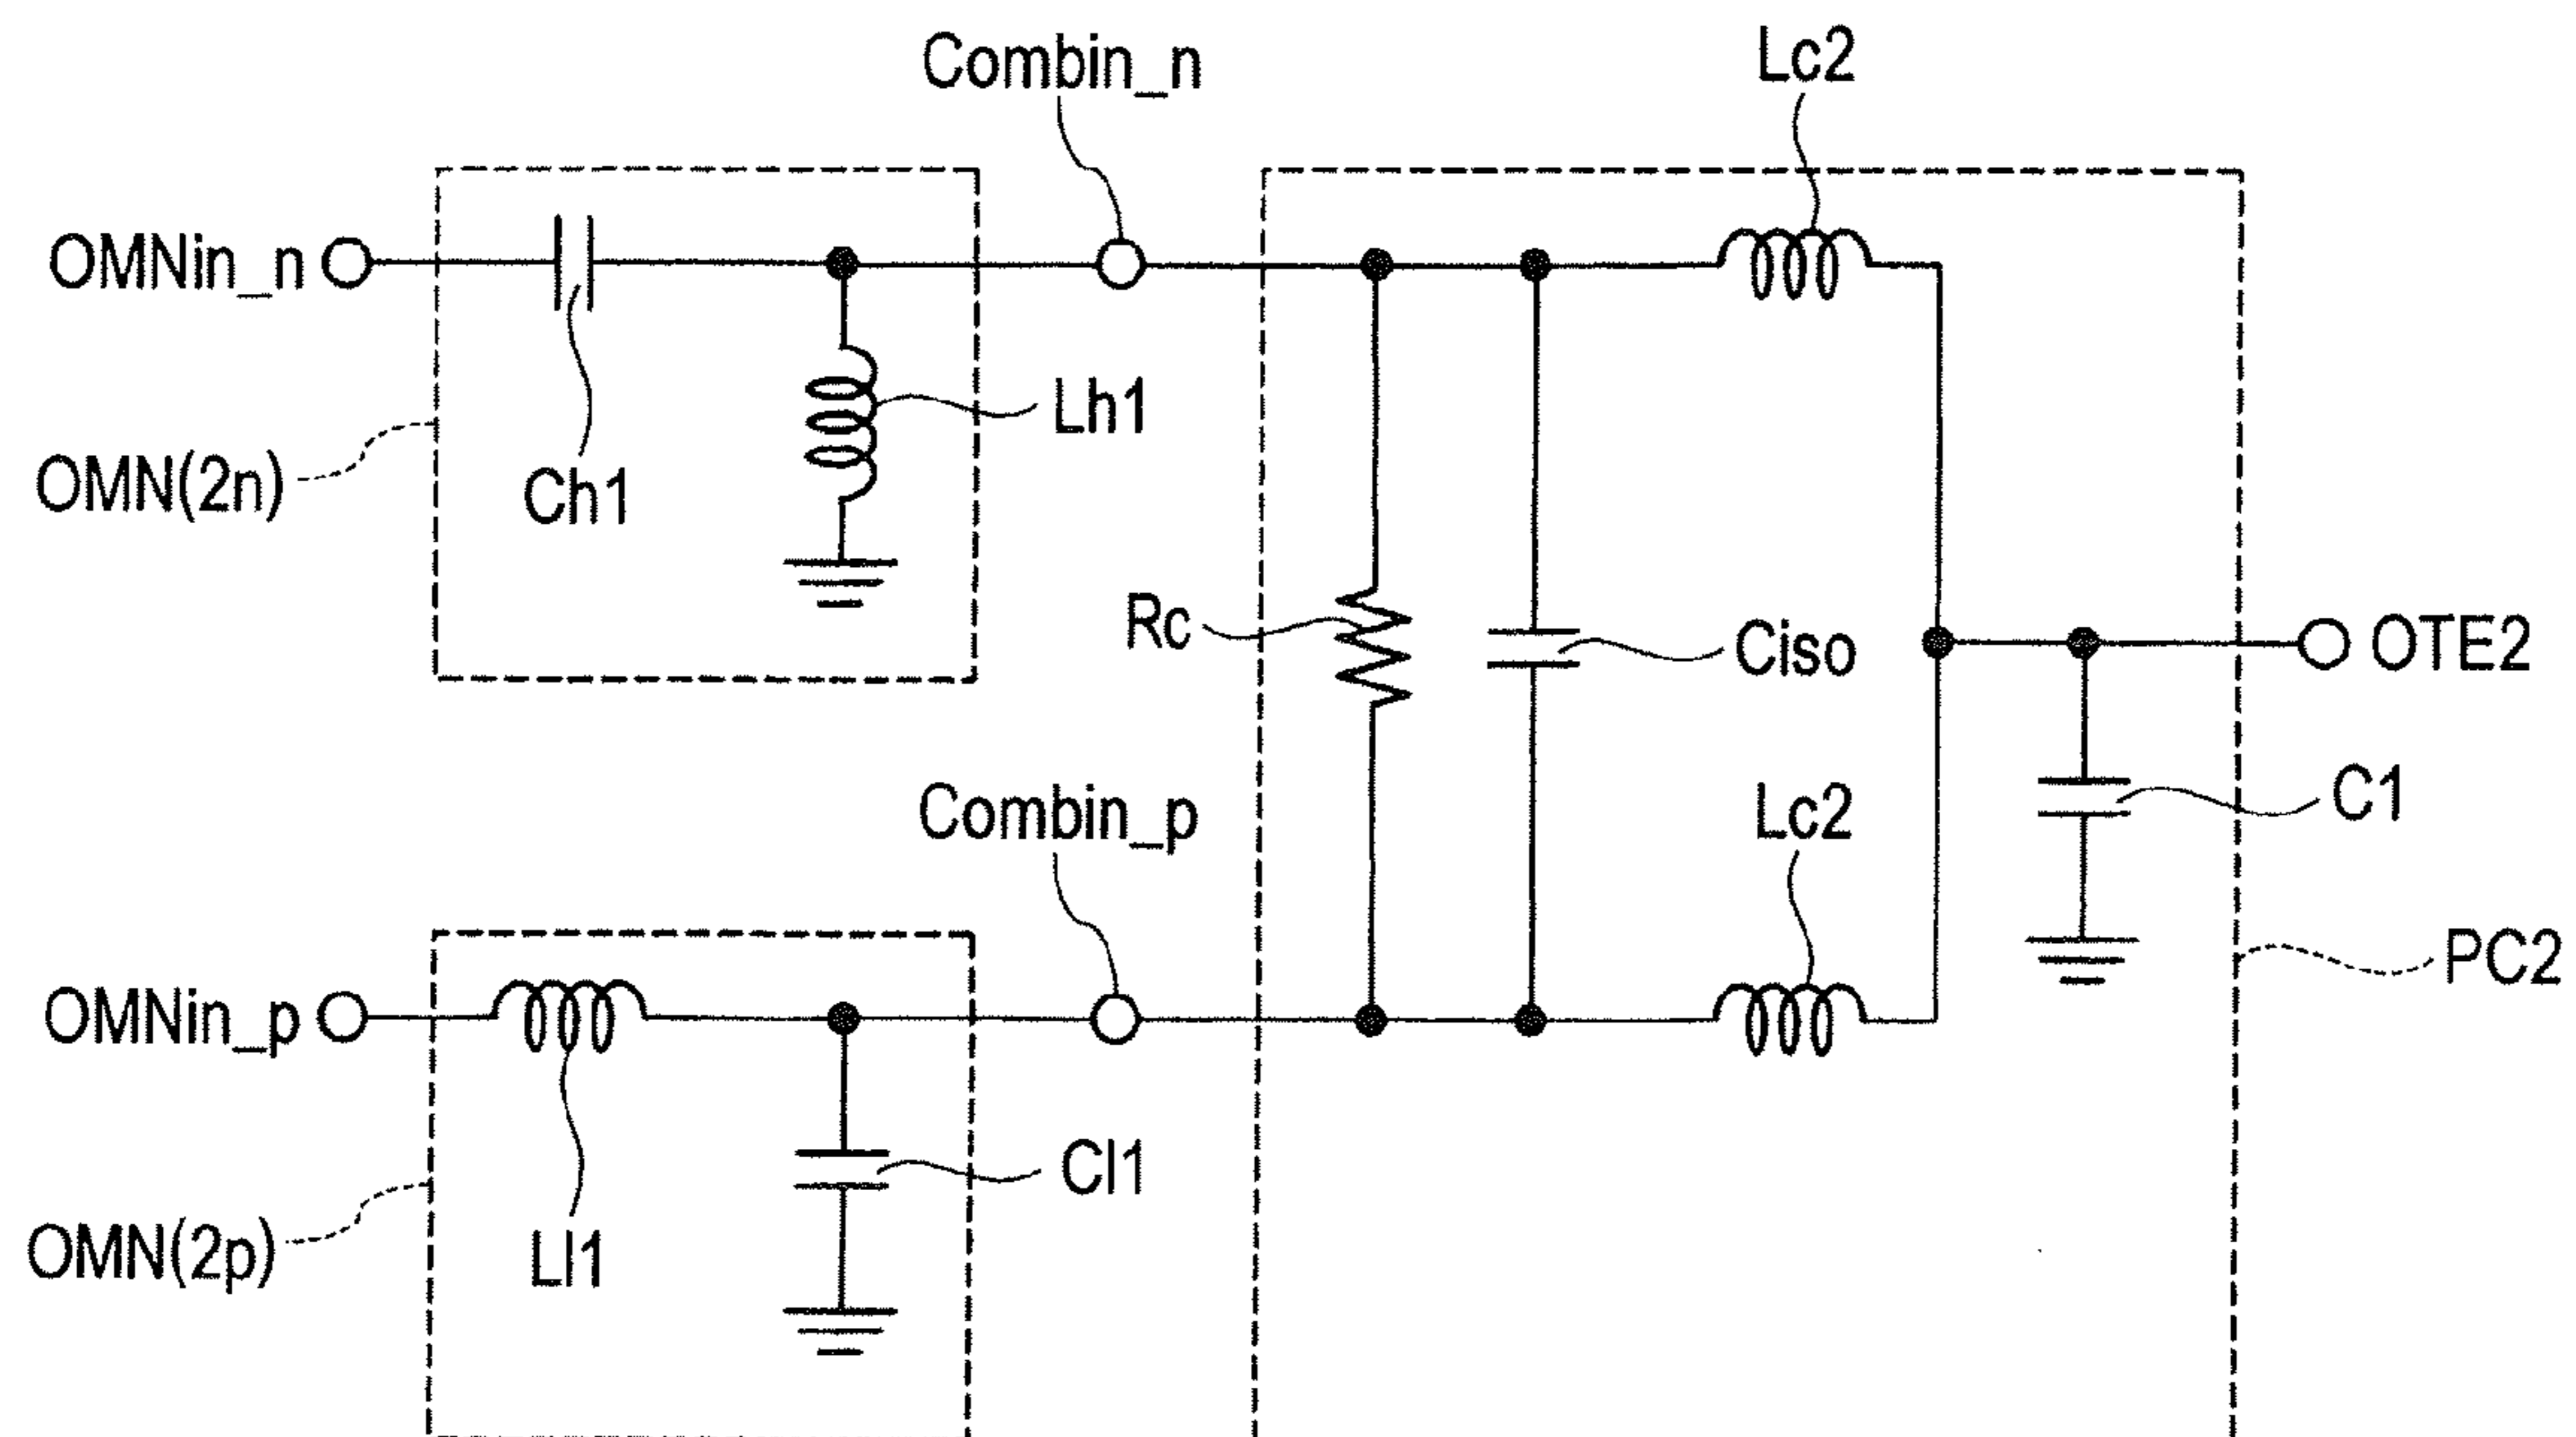 Combin_n
Lc2
OMNin_n
Lh1
OMN(2n)
Ch1
Rc
Ciso
OTE2
Combin_p
Lc2
C1
PC2
OMNin_p
Cl1
OMN(2p)
Ll1